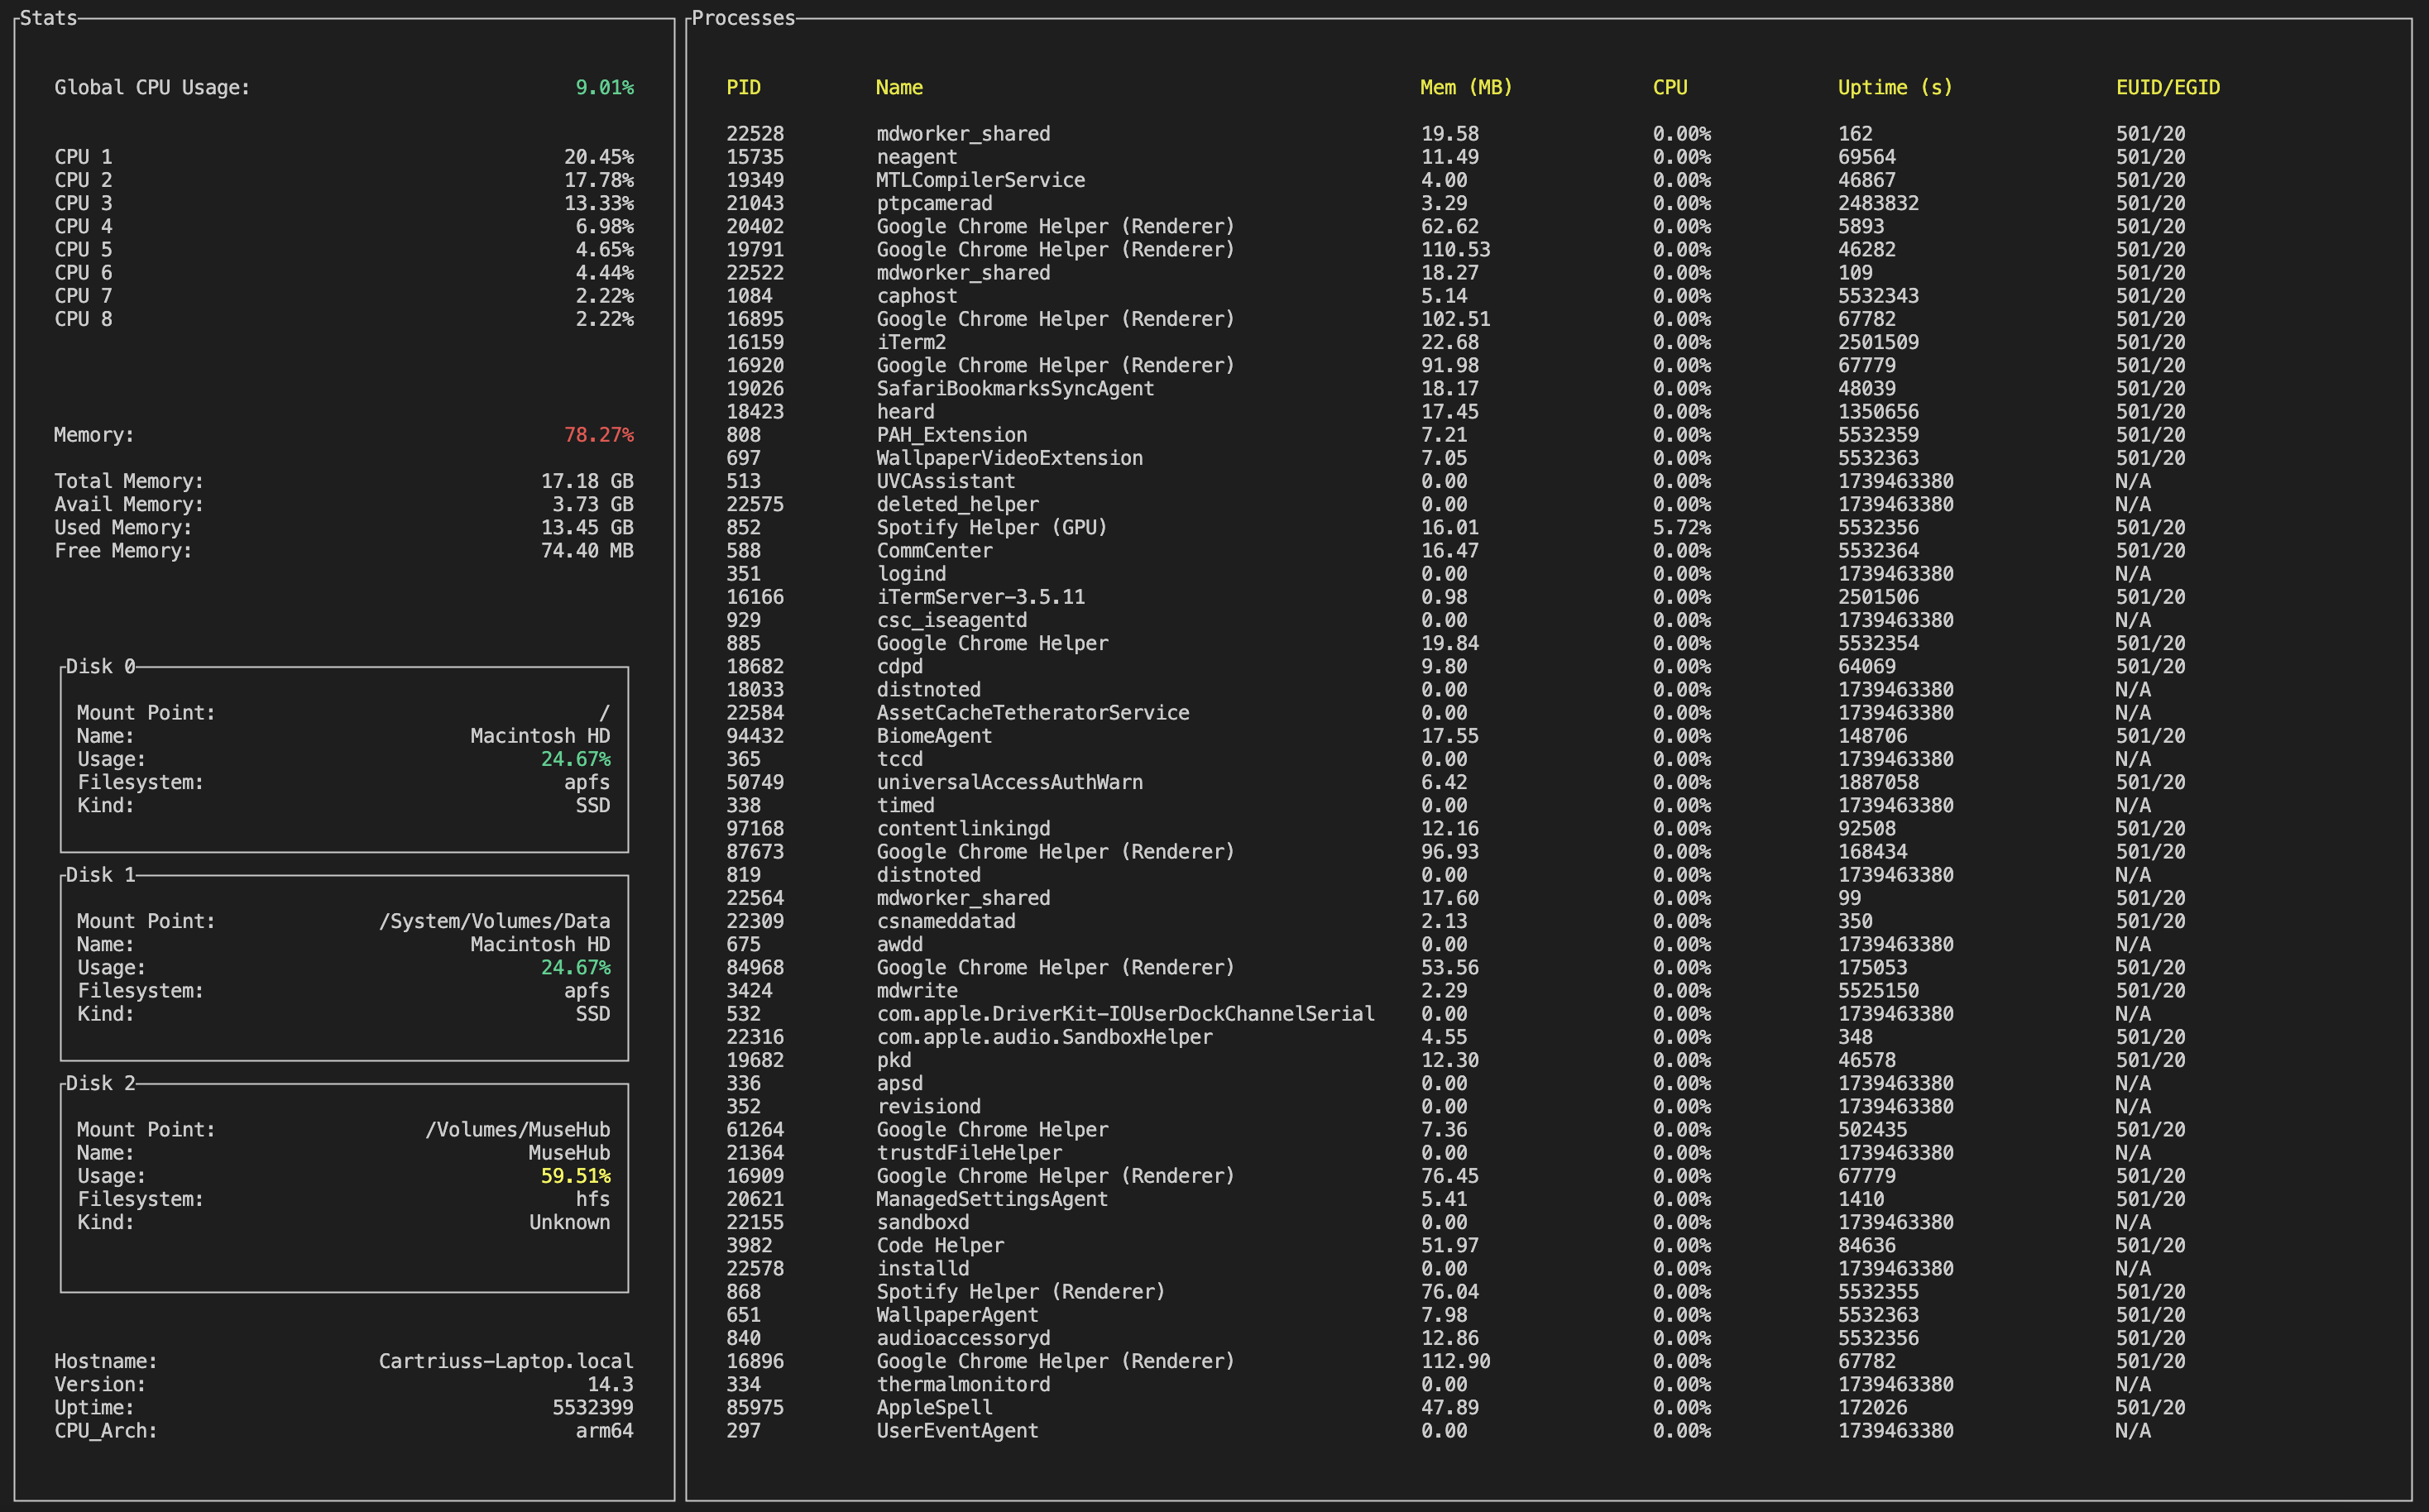 Stats
Global CPU Usage: 9.01%
CPU 1 20.45%
CPU 2 17.78%
CPU 3 13.33%
CPU 4 6.98%
CPU 5 4.65%
CPU 6 4.44%
CPU 7 2.22%
CPU 8 2.22%
Memory: 78.27%
Total Memory: 17.18 GB
Avail Memory: 3.73 GB
Used Memory: 13.45 GB
Free Memory: 74.40 MB
Disk 0
Mount Point: /
Name: Macintosh HD
Usage: 24.67%
Filesystem: apfs
Kind: SSD
Disk 1
Mount Point: /System/Volumes/Data
Name: Macintosh HD
Usage: 24.67%
Filesystem: apfs
Kind: SSD
Disk 2
Mount Point: /Volumes/MuseHub
Name: MuseHub
Usage: 59.51%
Filesystem: hfs
Kind: Unknown
Hostname: Cartriuss-Laptop.local
Version: 14.3
Uptime: 5532399
CPU_Arch: arm64
Processes
PID Name Mem (MB) CPU Uptime (s) EUID/EGID
22528 mdworker_shared 19.58 0.00% 162 501/20
15735 neagent 11.49 0.00% 69564 501/20
19349 MTLCompilerService 4.00 0.00% 46867 501/20
21043 ptpcamerad 3.29 0.00% 2483832 501/20
20402 Google Chrome Helper (Renderer) 62.62 0.00% 5893 501/20
19791 Google Chrome Helper (Renderer) 110.53 0.00% 46282 501/20
22522 mdworker_shared 18.27 0.00% 109 501/20
1084 caphost 5.14 0.00% 5532343 501/20
16895 Google Chrome Helper (Renderer) 102.51 0.00% 67782 501/20
16159 iTerm2 22.68 0.00% 2501509 501/20
16920 Google Chrome Helper (Renderer) 91.98 0.00% 67779 501/20
19026 SafariBookmarksSyncAgent 18.17 0.00% 48039 501/20
18423 heard 17.45 0.00% 1350656 501/20
808 PAH_Extension 7.21 0.00% 5532359 501/20
697 WallpaperVideoExtension 7.05 0.00% 5532363 501/20
513 UVCAssistant 0.00 0.00% 1739463380 N/A
22575 deleted_helper 0.00 0.00% 1739463380 N/A
852 Spotify Helper (GPU) 16.01 5.72% 5532356 501/20
588 CommCenter 16.47 0.00% 5532364 501/20
351 logind 0.00 0.00% 1739463380 N/A
16166 iTermServer-3.5.11 0.98 0.00% 2501506 501/20
929 csc_iseagentd 0.00 0.00% 1739463380 N/A
885 Google Chrome Helper 19.84 0.00% 5532354 501/20
18682 cdpd 9.80 0.00% 64069 501/20
18033 distnoted 0.00 0.00% 1739463380 N/A
22584 AssetCacheTetheratorService 0.00 0.00% 1739463380 N/A
94432 BiomeAgent 17.55 0.00% 148706 501/20
365 tccd 0.00 0.00% 1739463380 N/A
50749 universalAccessAuthWarn 6.42 0.00% 1887058 501/20
338 timed 0.00 0.00% 1739463380 N/A
97168 contentlinkingd 12.16 0.00% 92508 501/20
87673 Google Chrome Helper (Renderer) 96.93 0.00% 168434 501/20
819 distnoted 0.00 0.00% 1739463380 N/A
22564 mdworker_shared 17.60 0.00% 99 501/20
22309 csnameddatad 2.13 0.00% 350 501/20
675 awdd 0.00 0.00% 1739463380 N/A
84968 Google Chrome Helper (Renderer) 53.56 0.00% 175053 501/20
3424 mdwrite 2.29 0.00% 5525150 501/20
532 com.apple.DriverKit-IOUserDockChannelSerial 0.00 0.00% 1739463380 N/A
22316 com.apple.audio.SandboxHelper 4.55 0.00% 348 501/20
19682 pkd 12.30 0.00% 46578 501/20
336 apsd 0.00 0.00% 1739463380 N/A
352 revisiond 0.00 0.00% 1739463380 N/A
61264 Google Chrome Helper 7.36 0.00% 502435 501/20
21364 trustdFileHelper 0.00 0.00% 1739463380 N/A
16909 Google Chrome Helper (Renderer) 76.45 0.00% 67779 501/20
20621 ManagedSettingsAgent 5.41 0.00% 1410 501/20
22155 sandboxd 0.00 0.00% 1739463380 N/A
3982 Code Helper 51.97 0.00% 84636 501/20
22578 installd 0.00 0.00% 1739463380 N/A
868 Spotify Helper (Renderer) 76.04 0.00% 5532355 501/20
651 WallpaperAgent 7.98 0.00% 5532363 501/20
840 audioaccessoryd 12.86 0.00% 5532356 501/20
16896 Google Chrome Helper (Renderer) 112.90 0.00% 67782 501/20
334 thermalmonitord 0.00 0.00% 1739463380 N/A
85975 AppleSpell 47.89 0.00% 172026 501/20
297 UserEventAgent 0.00 0.00% 1739463380 N/A